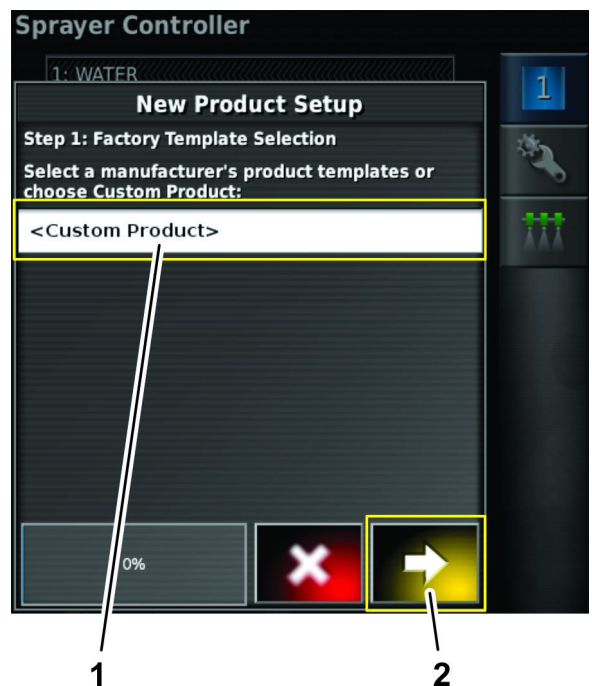 Sprayer Controller
1: WATER
New Product Setup
Step 1: Factory Template Selection
Select a manufacturer's product templates or
choose Custom Product:
<Custom Product>
0%
1
1
2